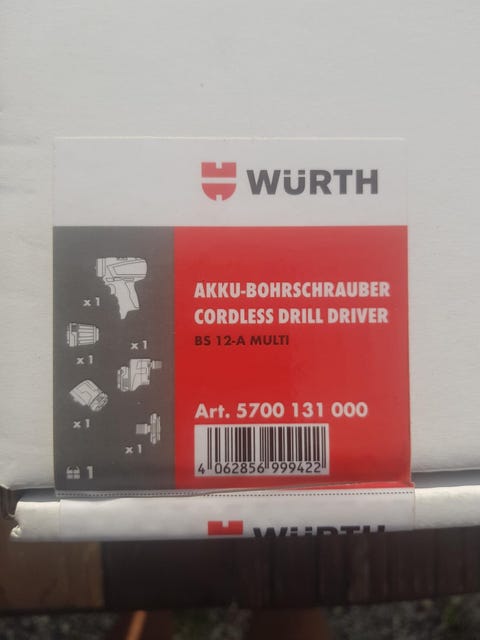 WÜRTH
AKKU-BOHRSCHRAUBER
CORDLESS DRILL DRIVER
BS 12-A MULTI
Art. 5700 131 000
4 062856 999422
x 1
x 1
x 1
x 1
x 1
1
WÜRTH